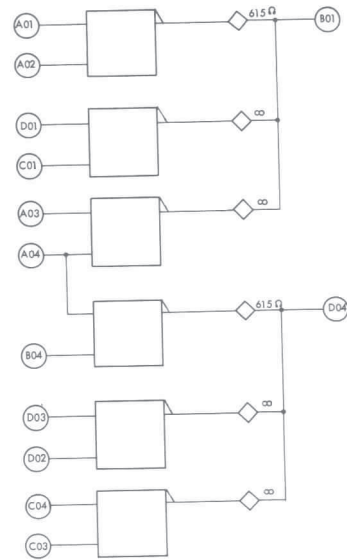 A01 615 Ω B01
A02
D01 ∞
C01
A03 ∞
A04
615 Ω D04
B04
D03 ∞
D02
C04 ∞
C03